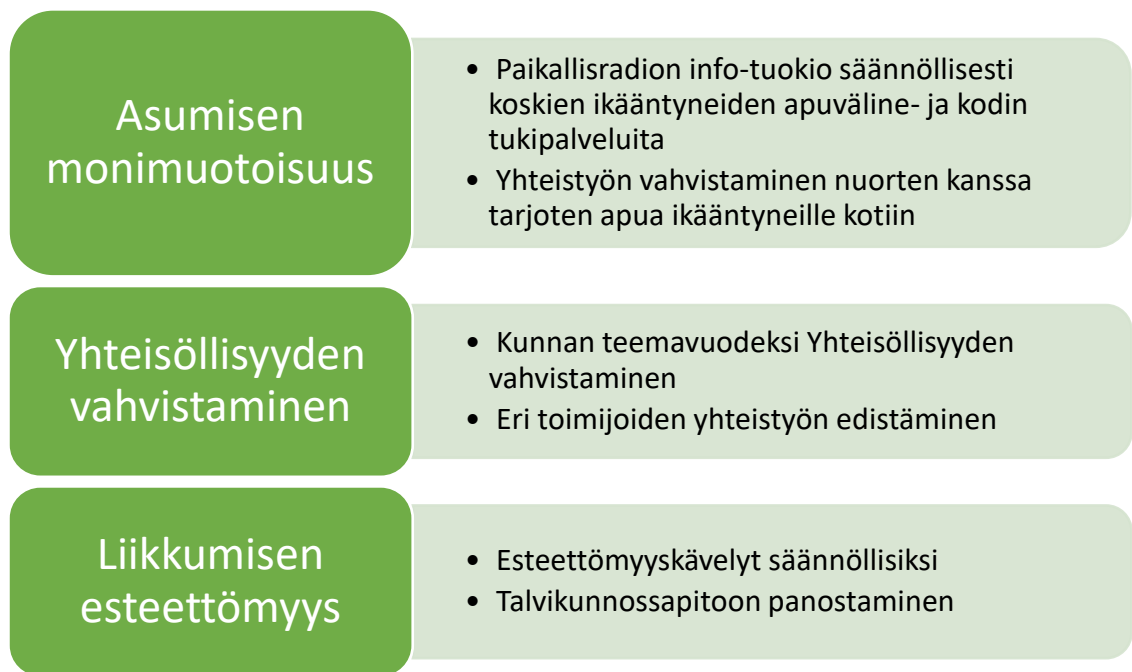 Asumisen
monimuotoisuus
• Paikallisradion info-tuokio säännöllisesti
koskien ikääntyneiden apuväline- ja kodin
tukipalveluita
• Yhteistyön vahvistaminen nuorten kanssa
tarjoten apua ikääntyneille kotiin
Yhteisöllisyyden
vahvistaminen
• Kunnan teemavuodeksi Yhteisöllisyyden
vahvistaminen
• Eri toimijoiden yhteistyön edistäminen
Liikkumisen
esteettömyys
• Esteettömyyskävelyt säännöllisiksi
• Talvikunnossapitoon panostaminen